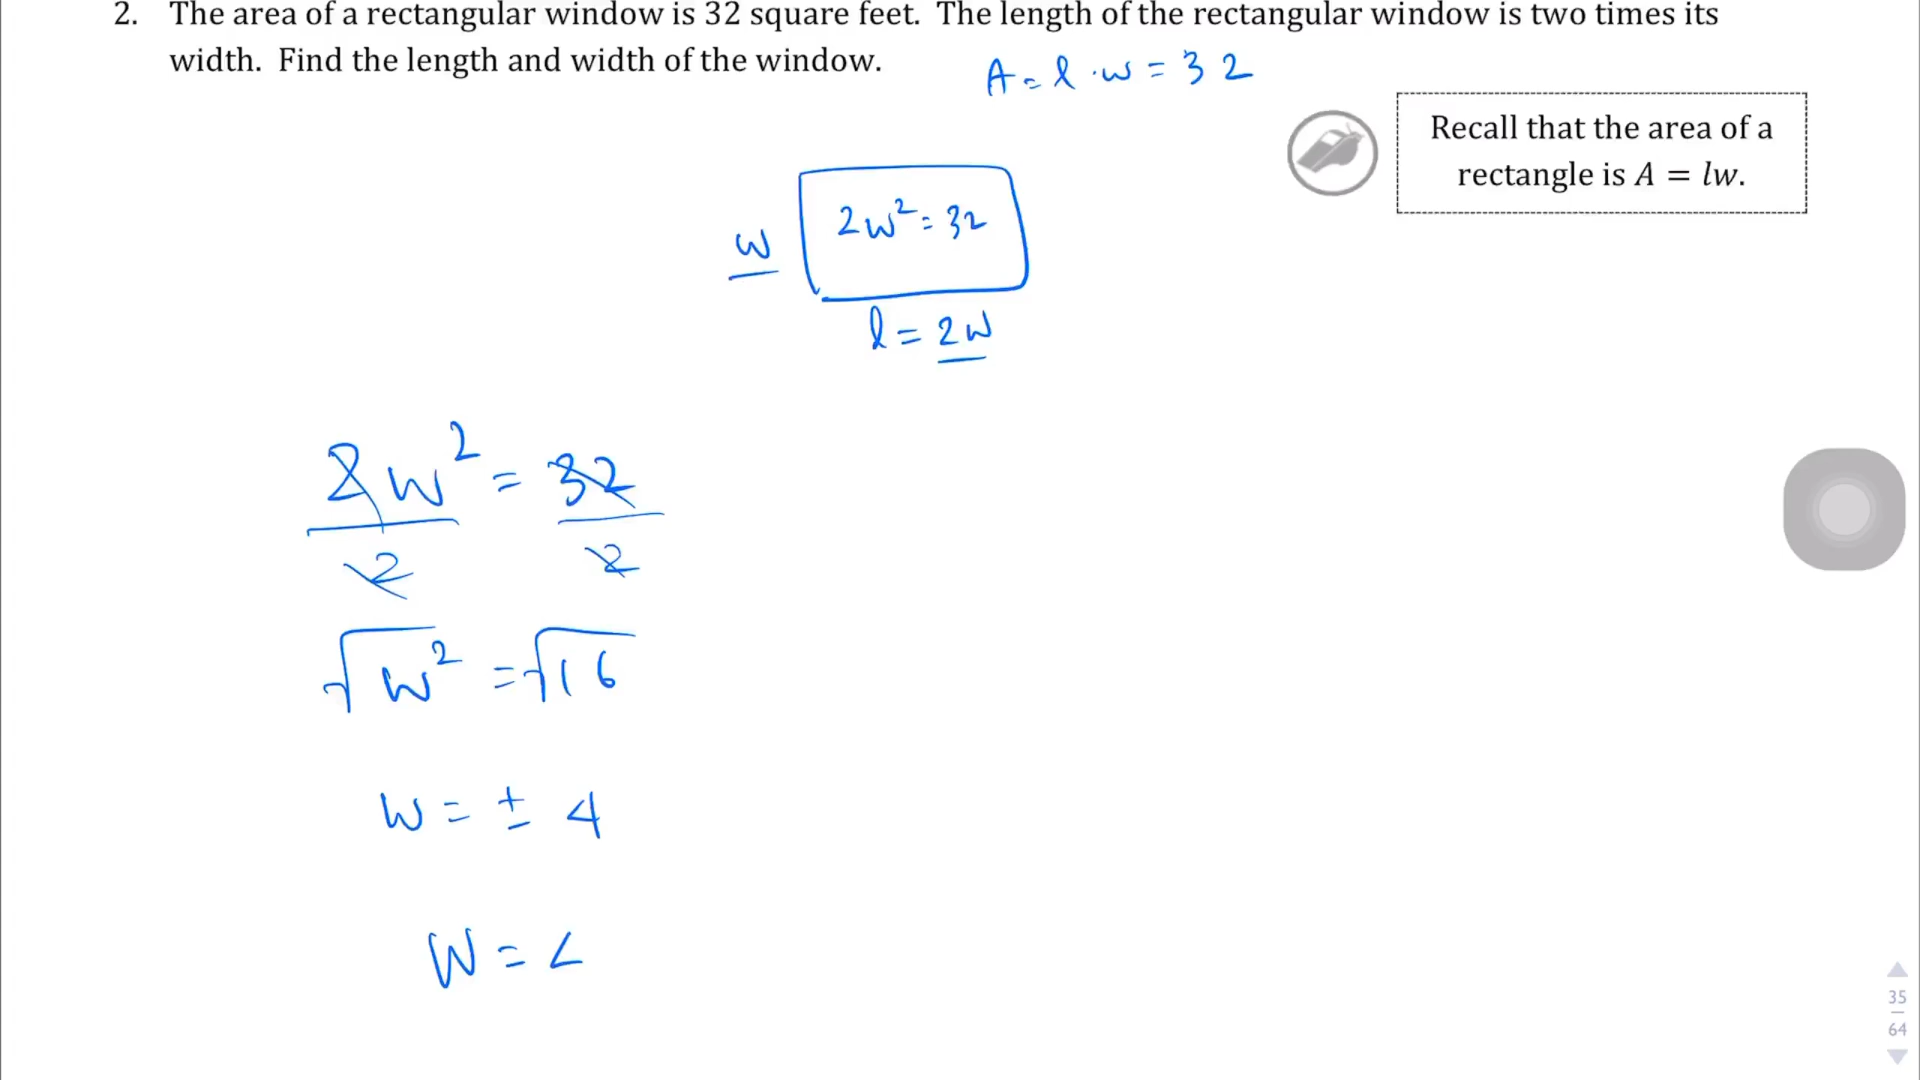 2. The area of a rectangular window is 32 square feet. The length of the rectangular window is two times its
width. Find the length and width of the window.
A = l · w = 32
Recall that the area of a
rectangle is A = lw.
2w² = 32
w
l = 2w
2w² = 32
2 2
√w² = √16
w = ± 4
w =
35
64